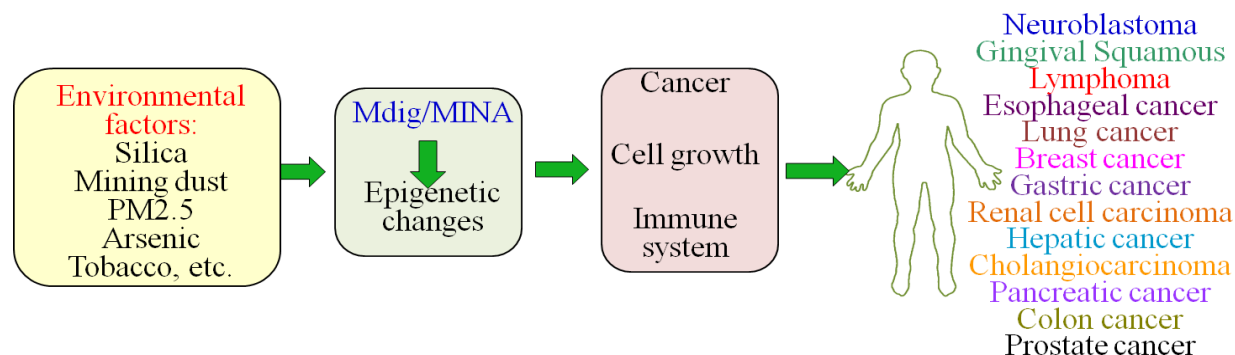 Environmental
factors:
Silica
Mining dust
PM2.5
Arsenic
Tobacco, etc.
Mdig/MINA
Epigenetic
changes
Cancer
Cell growth
Immune
system
Neuroblastoma
Gingival Squamous
Lymphoma
Esophageal cancer
Lung cancer
Breast cancer
Gastric cancer
Renal cell carcinoma
Hepatic cancer
Cholangiocarcinoma
Pancreatic cancer
Colon cancer
Prostate cancer